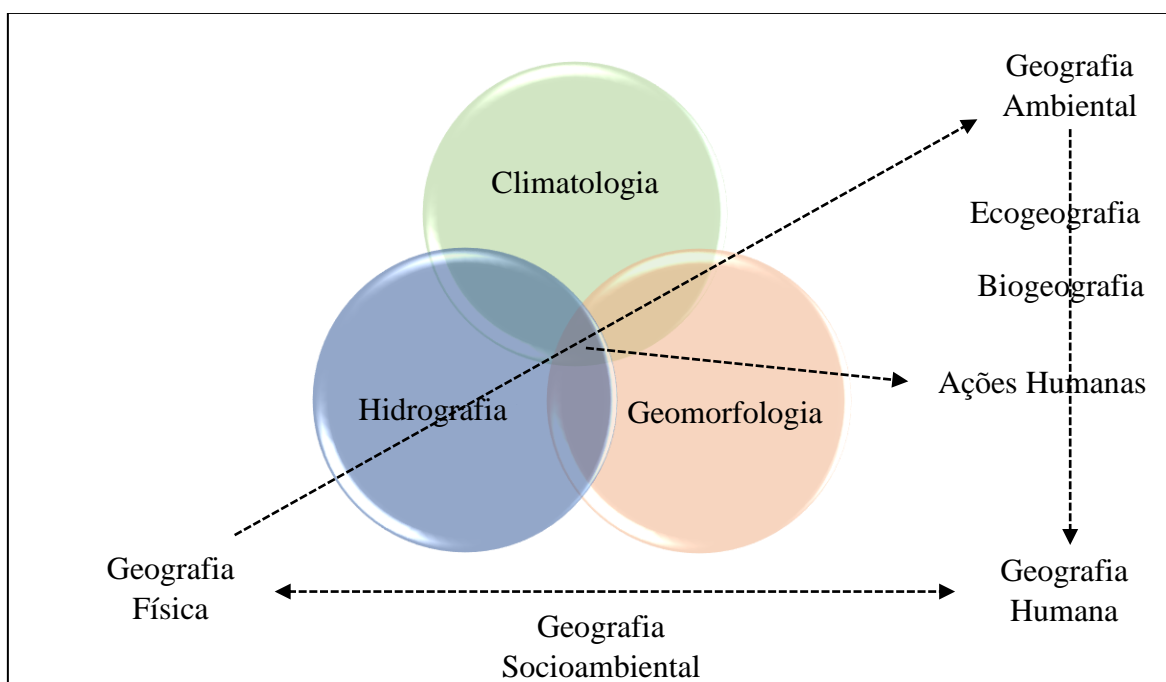 Geografia
Ambiental
Climatologia
Ecogeografia
Biogeografia
Ações Humanas
Hidrografia
Geomorfologia
Geografia
Física
Geografia
Humana
Geografia
Socioambiental